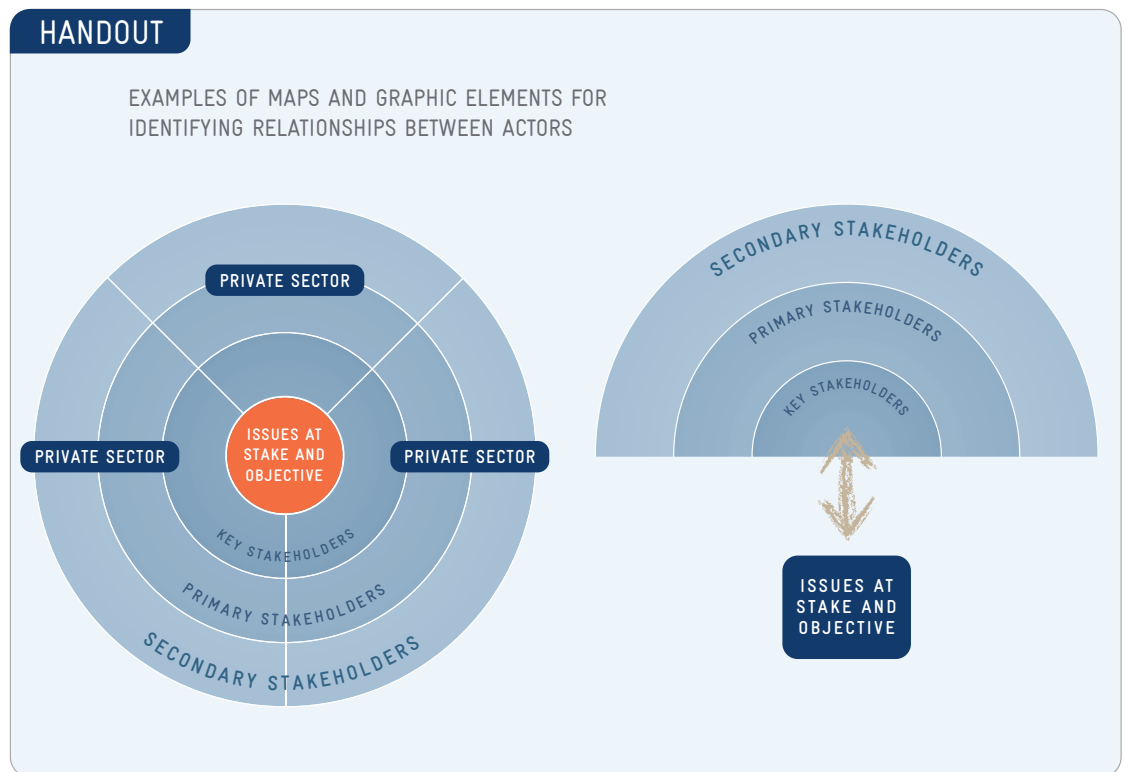 HANDOUT
EXAMPLES OF MAPS AND GRAPHIC ELEMENTS FOR
IDENTIFYING RELATIONSHIPS BETWEEN ACTORS
PRIVATE SECTOR
PRIVATE SECTOR
ISSUES AT
STAKE AND
OBJECTIVE
PRIVATE SECTOR
KEY STAKEHOLDERS
PRIMARY STAKEHOLDERS
SECONDARY STAKEHOLDERS
SECONDARY STAKEHOLDERS
PRIMARY STAKEHOLDERS
KEY STAKEHOLDERS
ISSUES AT
STAKE AND
OBJECTIVE